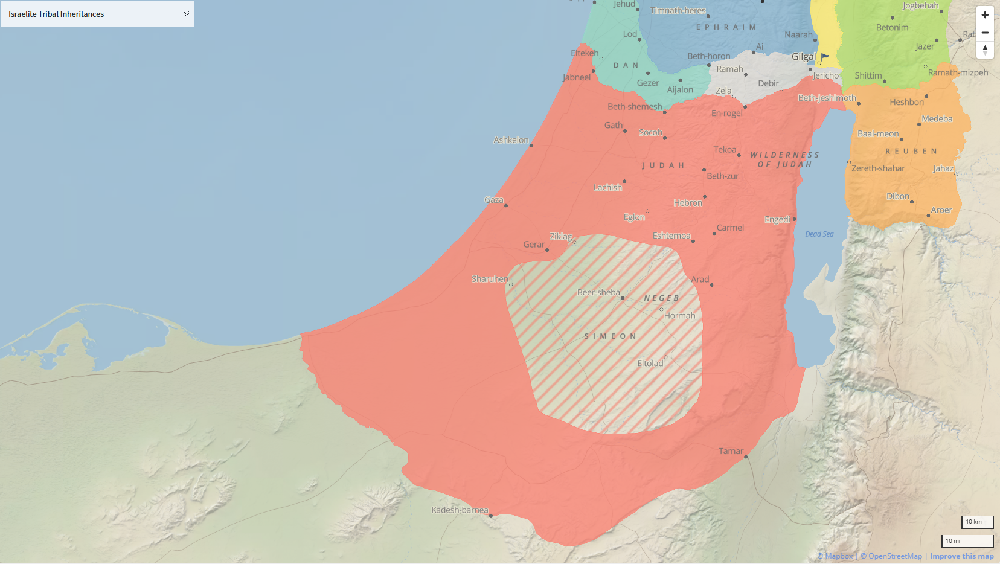 Israelite Tribal Inheritances
Jehud
Timnath-heres
Jogbehah
EPHRAIM
Betonim
Lod
Naarah
Ai
Jazer
Eltekeh
Beth-horon
Gilgal
DAN
Ramah
Ramath-mizpeh
Jabneel
Gezer
Debir
Jericho
Shittim
Aijalon
Zela
Beth-jeshimoth
Heshbon
Beth-shemesh
En-rogel
Medeba
Gath
Socoh
Baal-meon
Ashkelon
Tekoa
WILDERNESS
OF JUDAH
REUBEN
JUDAH
Beth-zur
Zereth-shahar
Jahaz
Lachish
Gaza
Hebron
Dibon
Eglon
Engedi
Aroer
Carmel
Dead Sea
Ziklag
Eshtemoa
Gerar
Sharuhen
Arad
Beer-sheba
NEGEB
Hormah
SIMEON
Eltolad
Tamar
Kadesh-barnea
10 km
10 mi
© Mapbox | © OpenStreetMap | Improve this map